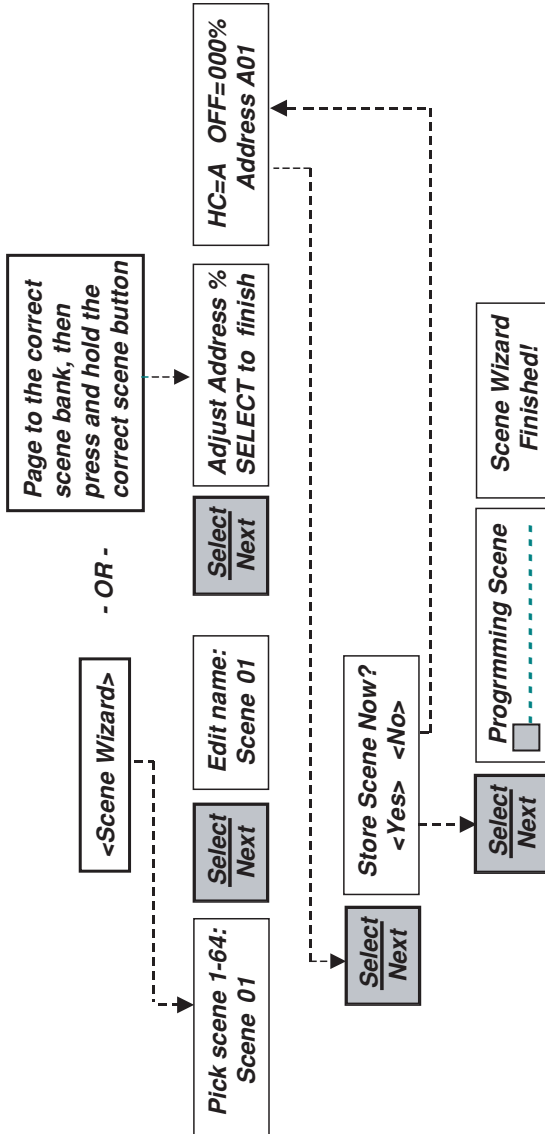 <Scene Wizard>
- OR -
Page to the correct
scene bank, then
press and hold the
correct scene button
Pick scene 1-64:
Scene 01
Select
Next
Edit name:
Scene 01
Select
Next
Adjust Address %
SELECT to finish
HC=A OFF=000%
Address A01
Select
Next
Store Scene Now?
<Yes> <No>
Select
Next
Progrmming Scene
Scene Wizard
Finished!